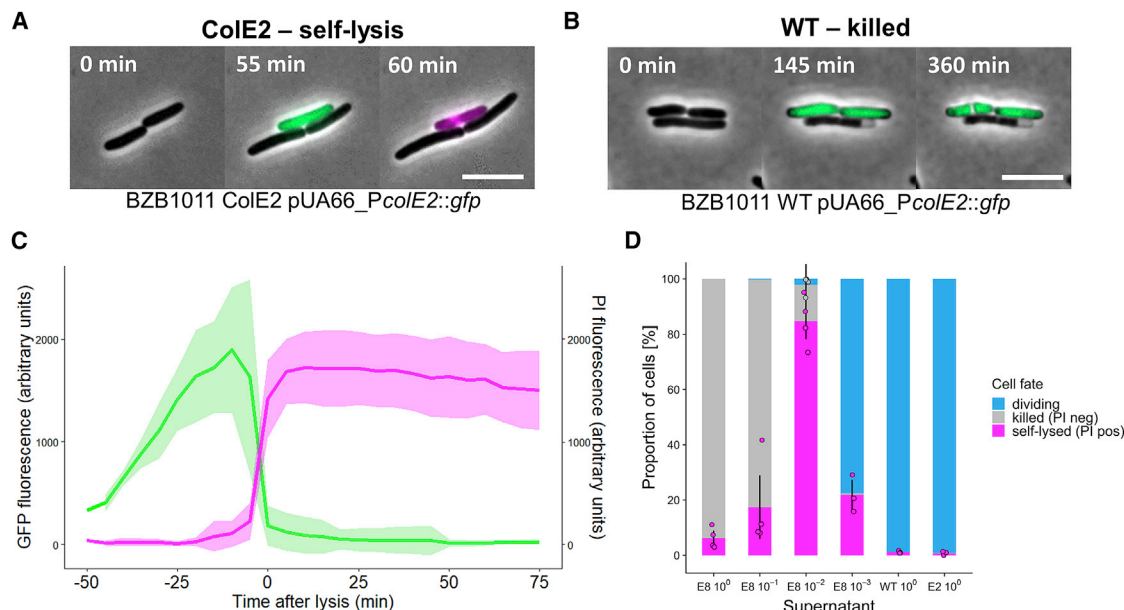 A
ColE2 – self-lysis
0 min
55 min
60 min
BZB1011 ColE2 pUA66_PcolE2::gfp
B
WT – killed
0 min
145 min
360 min
BZB1011 WT pUA66_PcolE2::gfp
C
GFP fluorescence (arbitrary units)
2000
1000
0
PI fluorescence (arbitrary units)
2000
1000
0
-50
-25
0
25
50
75
Time after lysis (min)
D
Proportion of cells [%]
100
80
60
40
20
0
E8 10⁰
E8 10⁻¹
E8 10⁻²
E8 10⁻³
WT 10⁰
E2 10⁰
Supernatant
Cell fate
dividing
killed (PI neg)
self-lysed (PI pos)